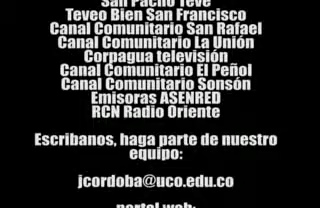 San Pacho Teve
Teveo Bien San Francisco
Canal Comunitario San Rafael
Canal Comunitario La Unión
Corpagua televisión
Canal Comunitario El Peñol
Canal Comunitario Sonsón
Emisoras ASENRED
RCN Radio Oriente
Escribanos, haga parte de nuestro
equipo:
jcordoba@uco.edu.co
portal web: